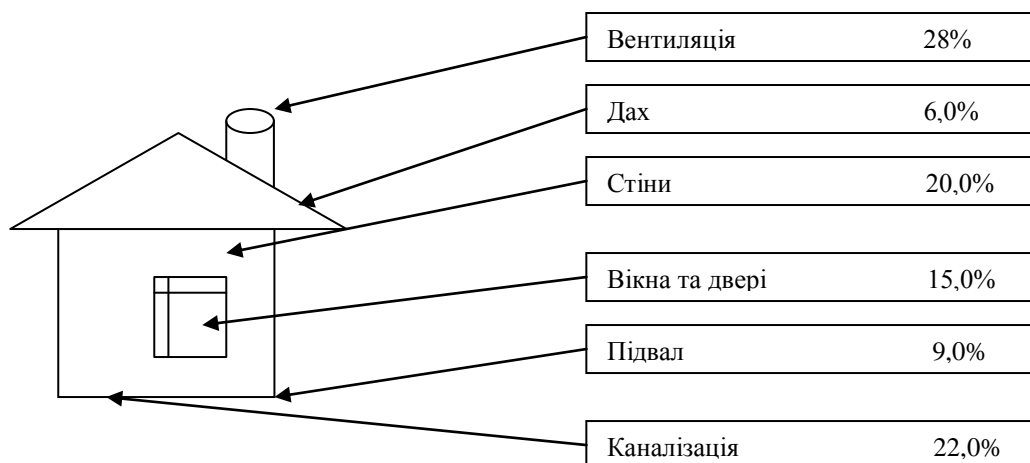 Вентиляція 28%
Дах 6,0%
Стіни 20,0%
Вікна та двері 15,0%
Підвал 9,0%
Каналізація 22,0%